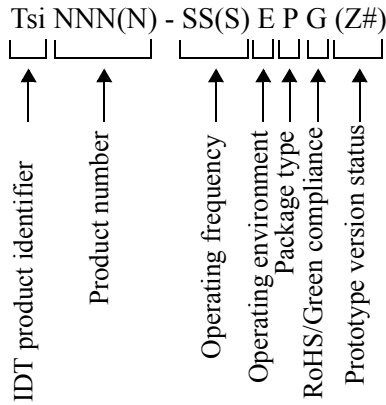 Tsi NNN(N) - SS(S) E P G (Z#)
IDT product identifier
Product number
Operating frequency
Operating environment
Package type
RoHS/Green compliance
Prototype version status